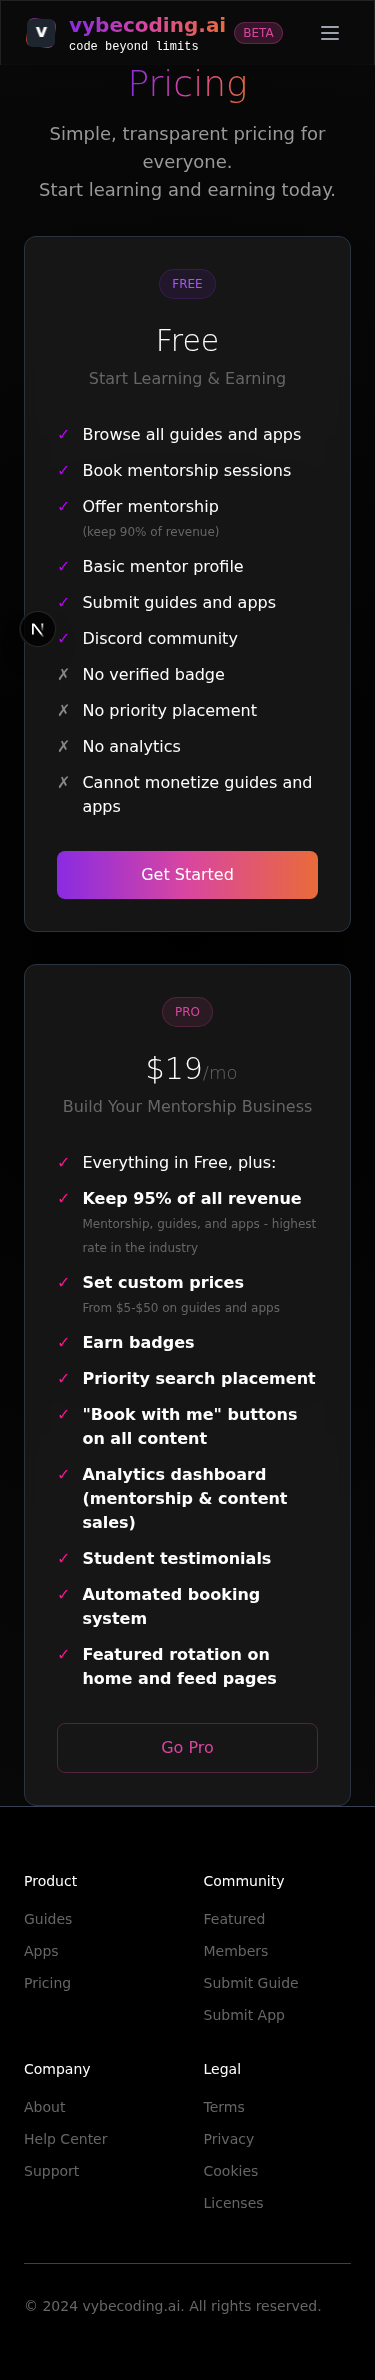 V
vybecoding.ai
BETA
code beyond limits
Pricing
Simple, transparent pricing for
everyone.
Start learning and earning today.
FREE
Free
Start Learning & Earning
✓ Browse all guides and apps
✓ Book mentorship sessions
✓ Offer mentorship
(keep 90% of revenue)
✓ Basic mentor profile
✓ Submit guides and apps
N
✓ Discord community
✗ No verified badge
✗ No priority placement
✗ No analytics
✗ Cannot monetize guides and
apps
Get Started
PRO
$19/mo
Build Your Mentorship Business
✓ Everything in Free, plus:
✓ Keep 95% of all revenue
Mentorship, guides, and apps - highest
rate in the industry
✓ Set custom prices
From $5-$50 on guides and apps
✓ Earn badges
✓ Priority search placement
✓ "Book with me" buttons
on all content
✓ Analytics dashboard
(mentorship & content
sales)
✓ Student testimonials
✓ Automated booking
system
✓ Featured rotation on
home and feed pages
Go Pro
Product
Guides
Apps
Pricing
Community
Featured
Members
Submit Guide
Submit App
Company
About
Help Center
Support
Legal
Terms
Privacy
Cookies
Licenses
© 2024 vybecoding.ai. All rights reserved.